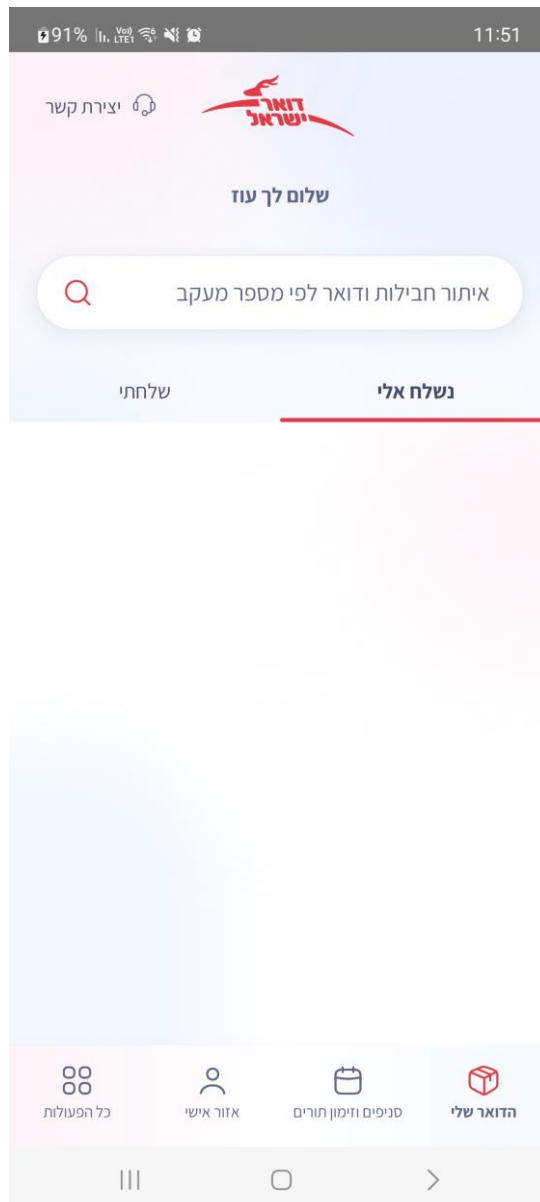 91% VoLTE1 11:51
דואר ישראל
יצירת קשר
שלום לך עוז
איתור חבילות ודואר לפי מספר מעקב
נשלח אלי שלחתי
הדואר שלי סניפים וזימון תורים אזור אישי כל הפעולות